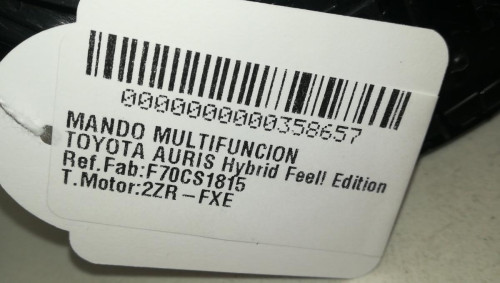 0000000000358657
MANDO MULTIFUNCION
TOYOTA AURIS Hybrid Feel! Edition
Ref.Fab:F70CS1815
T.Motor:2ZR-FXE